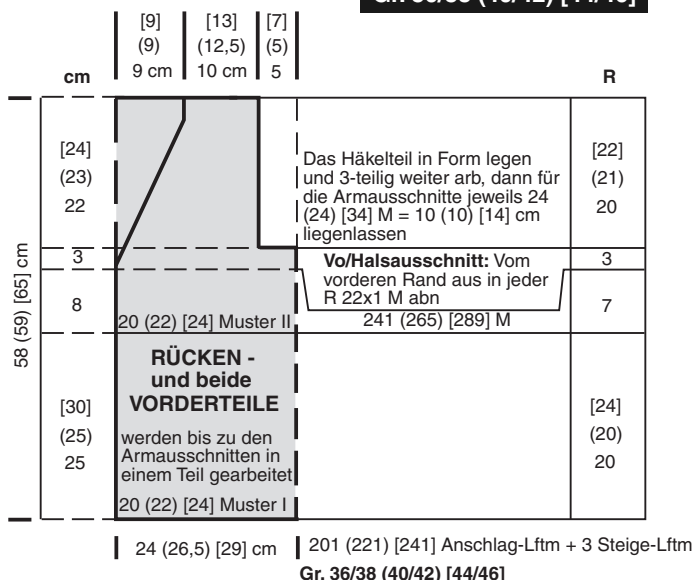 Gr. 36/38 (40/42) [44/46]
[9] [13] [7]
(9) (12,5) (5)
cm 9 cm 10 cm 5 R
58 (59) [65] cm
[24]
(23)
22
Das Häkelteil in Form legen
und 3-teilig weiter arb, dann für
die Armausschnitte jeweils 24
(24) [34] M = 10 (10) [14] cm
liegenlassen
[22]
(21)
20
3
Vo/Halsausschnitt: Vom
vorderen Rand aus in jeder
R 22x1 M abn
3
8
20 (22) [24] Muster II
241 (265) [289] M
7
RÜCKEN -
und beide
VORDERTEILE
werden bis zu den
Armausschnitten in
einem Teil gearbeitet
20 (22) [24] Muster I
[30]
(25)
25
[24]
(20)
20
24 (26,5) [29] cm
201 (221) [241] Anschlag-Lftm + 3 Steige-Lftm
Gr. 36/38 (40/42) [44/46]